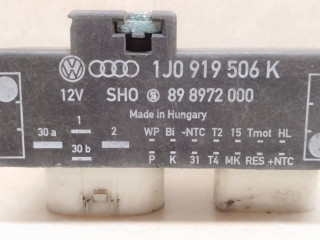 1J0 919 506 K
12V SHO 89 8972 000
Made in Hungary
1
30 a 2 WP Bi -NTC T2 15 Tmot HL
30 b P K 31 T4 MK RES +NTC